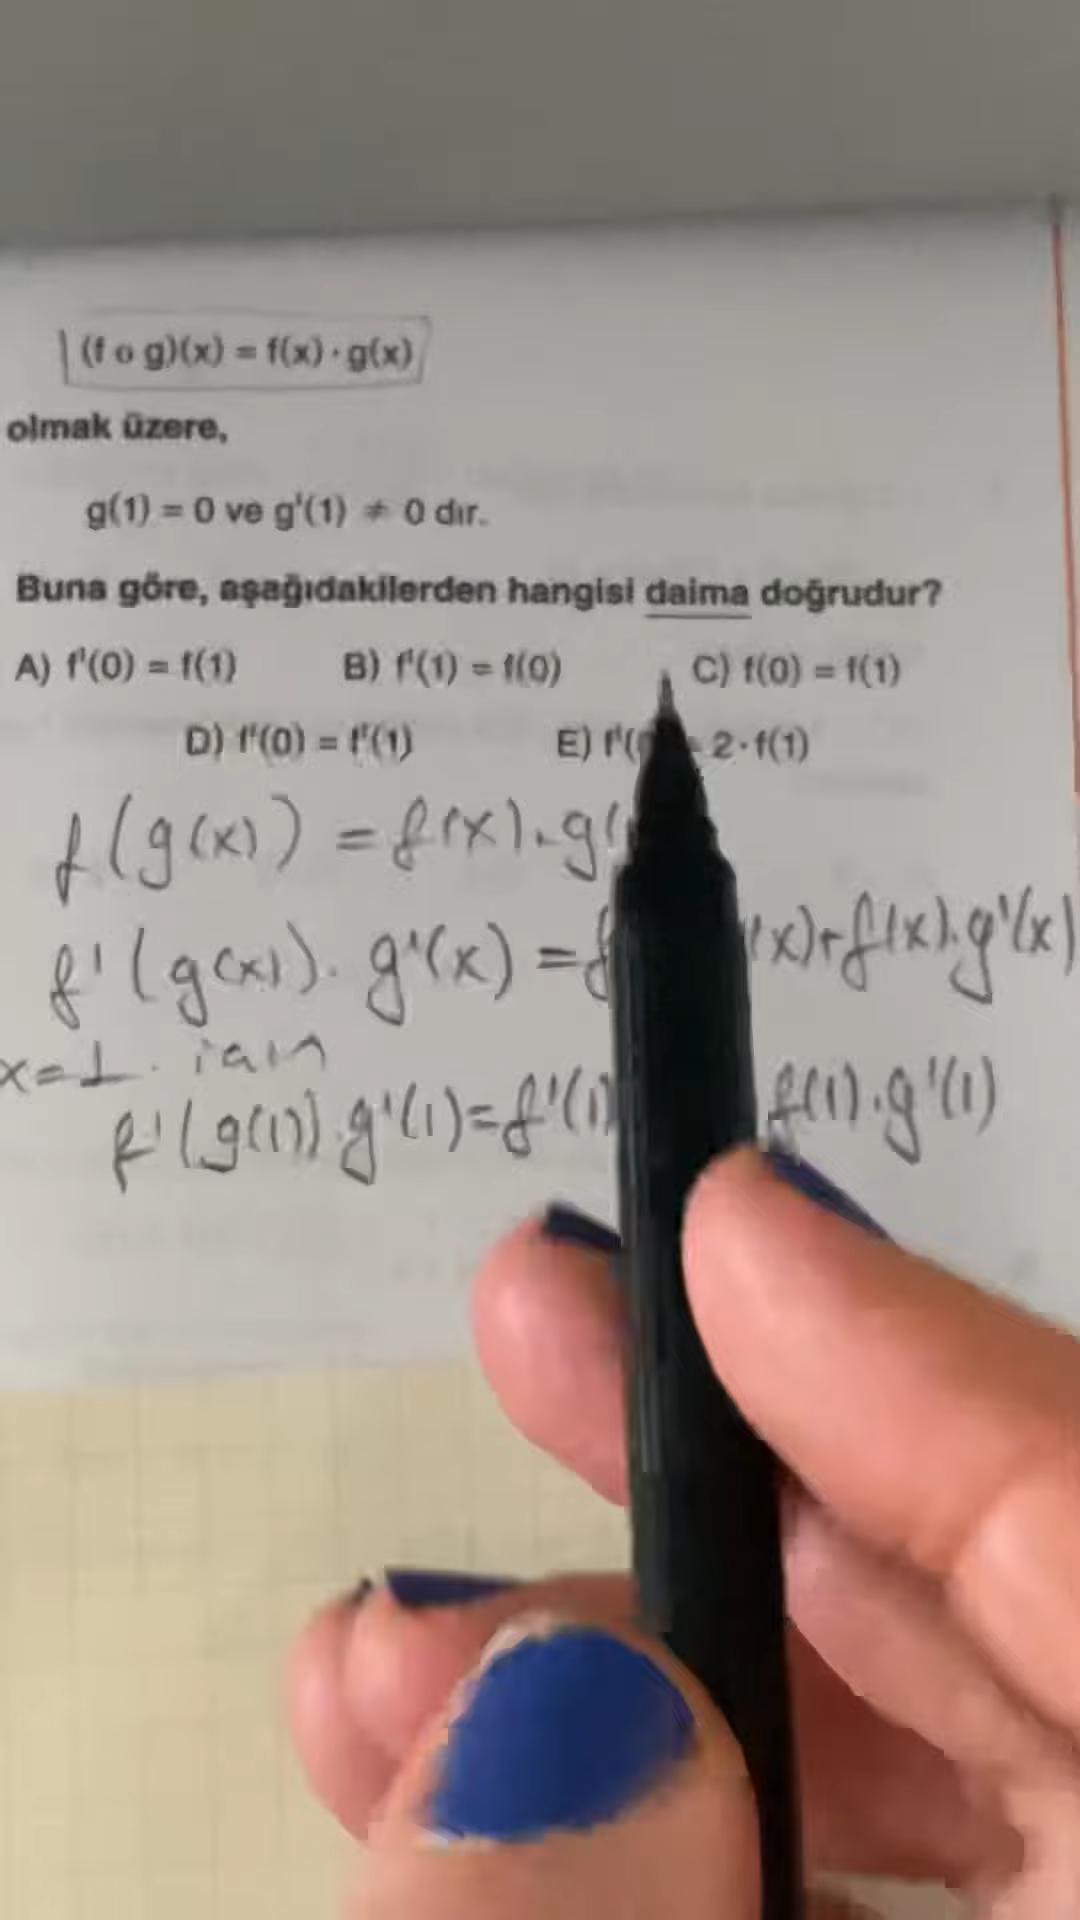 (f o g)(x) = f(x) · g(x)
olmak üzere,
g(1) = 0 ve g'(1) ≠ 0 dır.
Buna göre, aşağıdakilerden hangisi daima doğrudur?
A) f'(0) = f(1) B) f'(1) = f(0) C) f(0) = f(1)
D) f'(0) = f'(1) E) f'( 2 · f(1)
f(g(x)) = f(x).g(
f'(g(x)). g'(x) = f (x)+f(x).g'(x)
x=1 için
f'(g(1)).g'(1)=f'(1) f(1).g'(1)